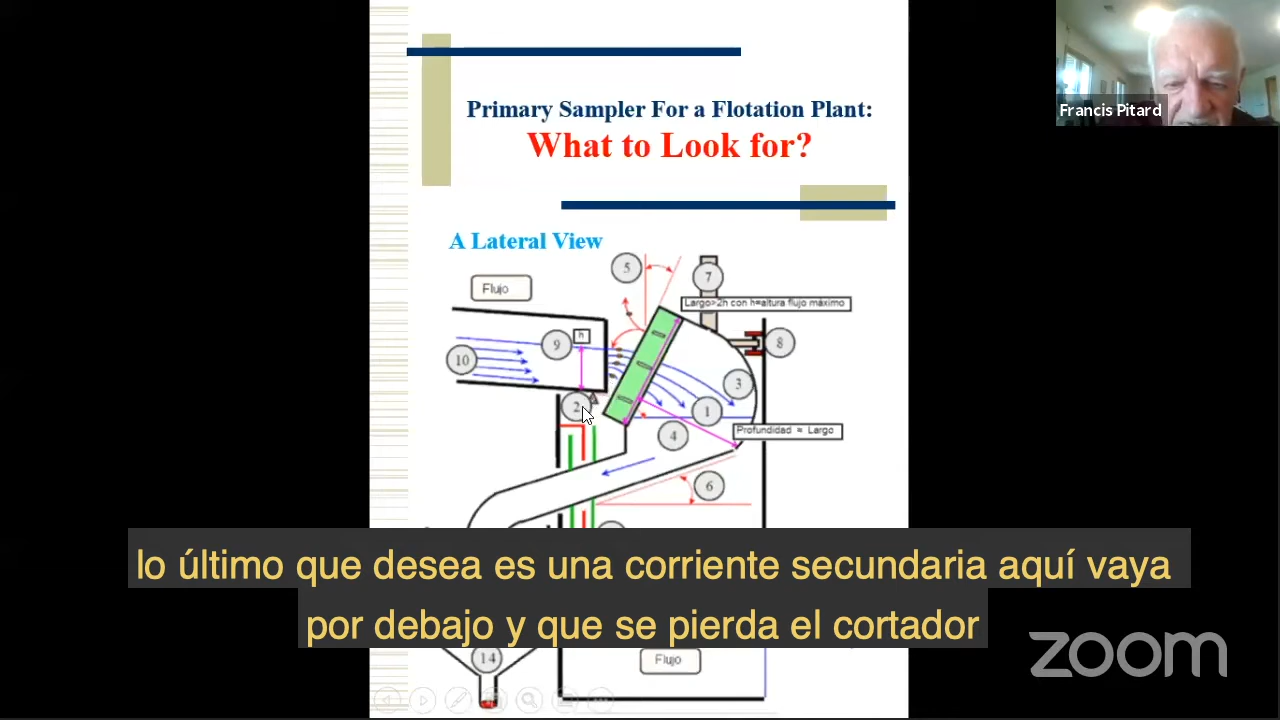 Francis Pitard
Primary Sampler For a Flotation Plant:
What to Look for?
A Lateral View
Flujo
5
7
Largo>2h con h=altura flujo máximo
h
9
8
10
3
2
1
Profundidad = Largo
4
6
lo último que desea es una corriente secundaria aquí vaya
por debajo y que se pierda el cortador
14
Flujo
zoom